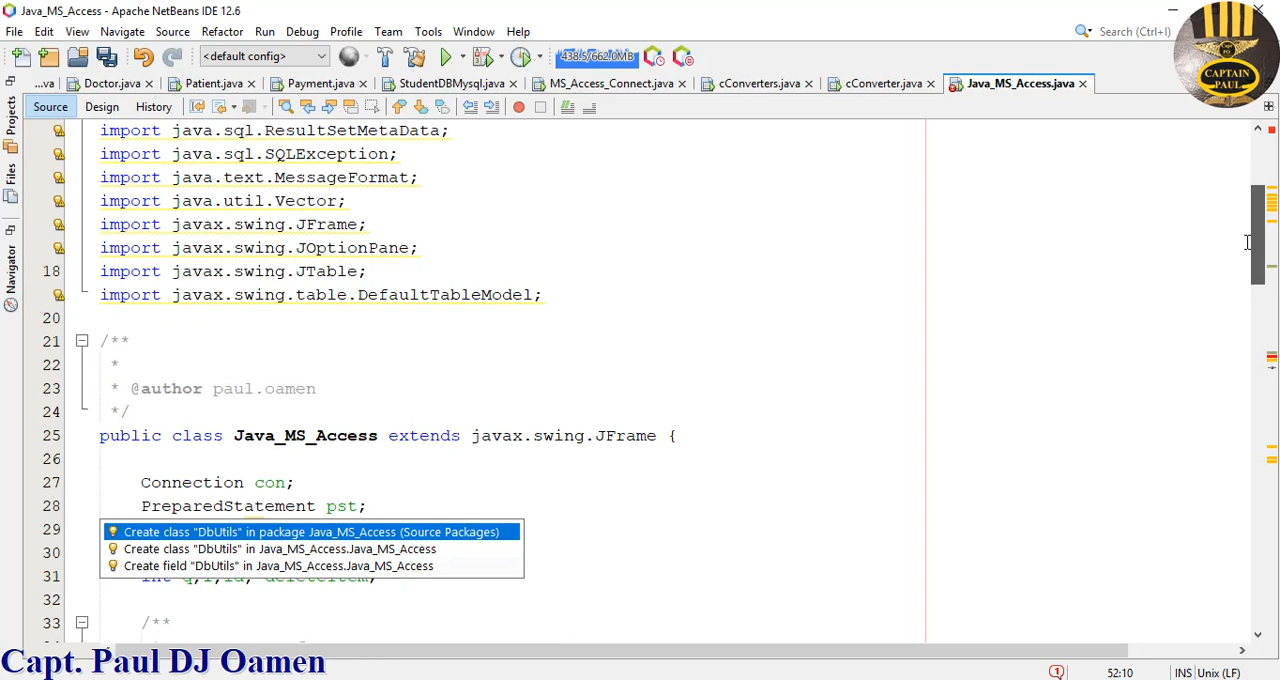 Java_MS_Access - Apache NetBeans IDE 12.6
File Edit View Navigate Source Refactor Run Debug Profile Team Tools Window Help
Search (Ctrl+I)
<default config> 438.5/662.0MB
...va Doctor.java Patient.java Payment.java StudentDBMysql.java MS_Access_Connect.java cConverters.java cConverter.java Java_MS_Access.java
CAPTAIN PAUL
Source Design History
Projects
Files
Navigator
import java.sql.ResultSetMetaData;
import java.sql.SQLException;
import java.text.MessageFormat;
import java.util.Vector;
import javax.swing.JFrame;
import javax.swing.JOptionPane;
18 import javax.swing.JTable;
import javax.swing.table.DefaultTableModel;
20
21 /**
22 *
23 * @author paul.oamen
24 */
25 public class Java_MS_Access extends javax.swing.JFrame {
26
27 Connection con;
28 PreparedStatement pst;
29 Create class "DbUtils" in package Java_MS_Access (Source Packages)
30 Create class "DbUtils" in Java_MS_Access.Java_MS_Access
Create field "DbUtils" in Java_MS_Access.Java_MS_Access
31
32
33 /**
Capt. Paul DJ Oamen
1 52:10 INS Unix (LF)